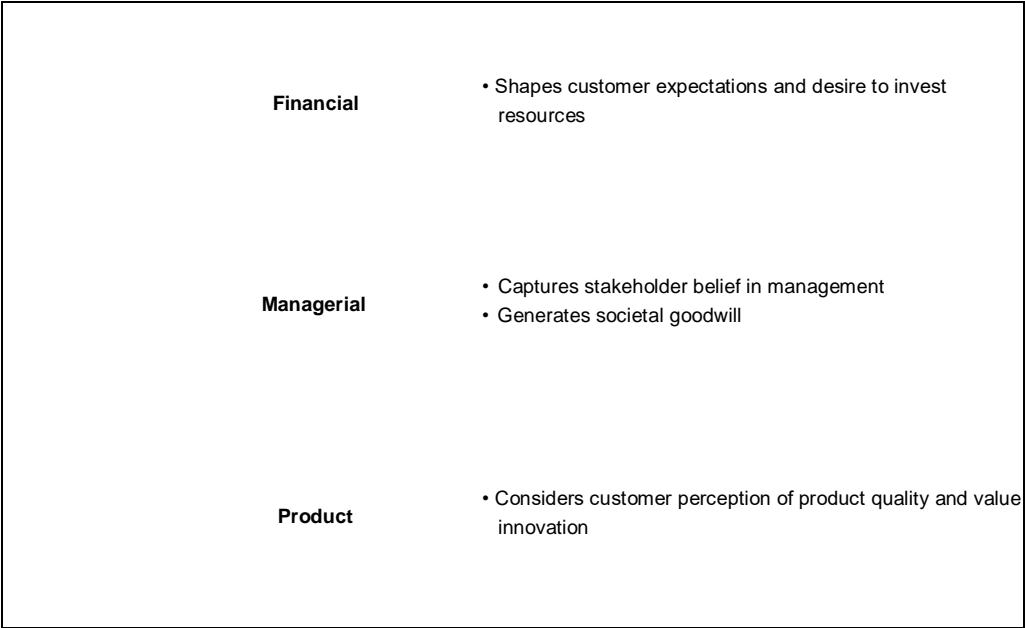 Financial
• Shapes customer expectations and desire to invest
resources
Managerial
• Captures stakeholder belief in management
• Generates societal goodwill
Product
• Considers customer perception of product quality and value
innovation